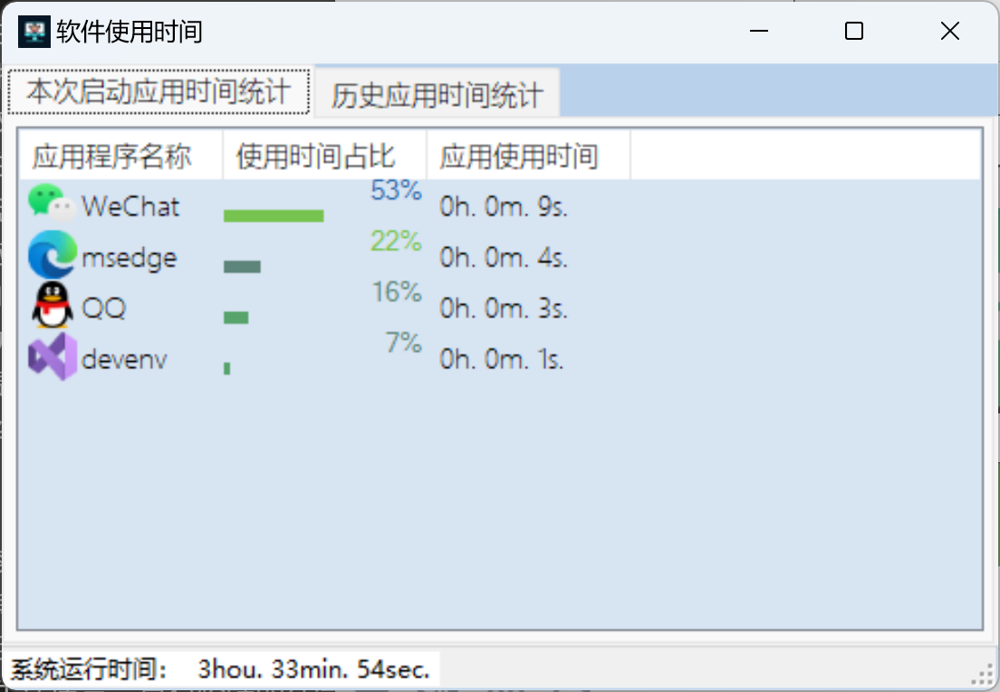 软件使用时间
本次启动应用时间统计 历史应用时间统计
应用程序名称 使用时间占比 应用使用时间
WeChat 53% 0h. 0m. 9s.
msedge 22% 0h. 0m. 4s.
QQ 16% 0h. 0m. 3s.
devenv 7% 0h. 0m. 1s.
系统运行时间： 3hou. 33min. 54sec.